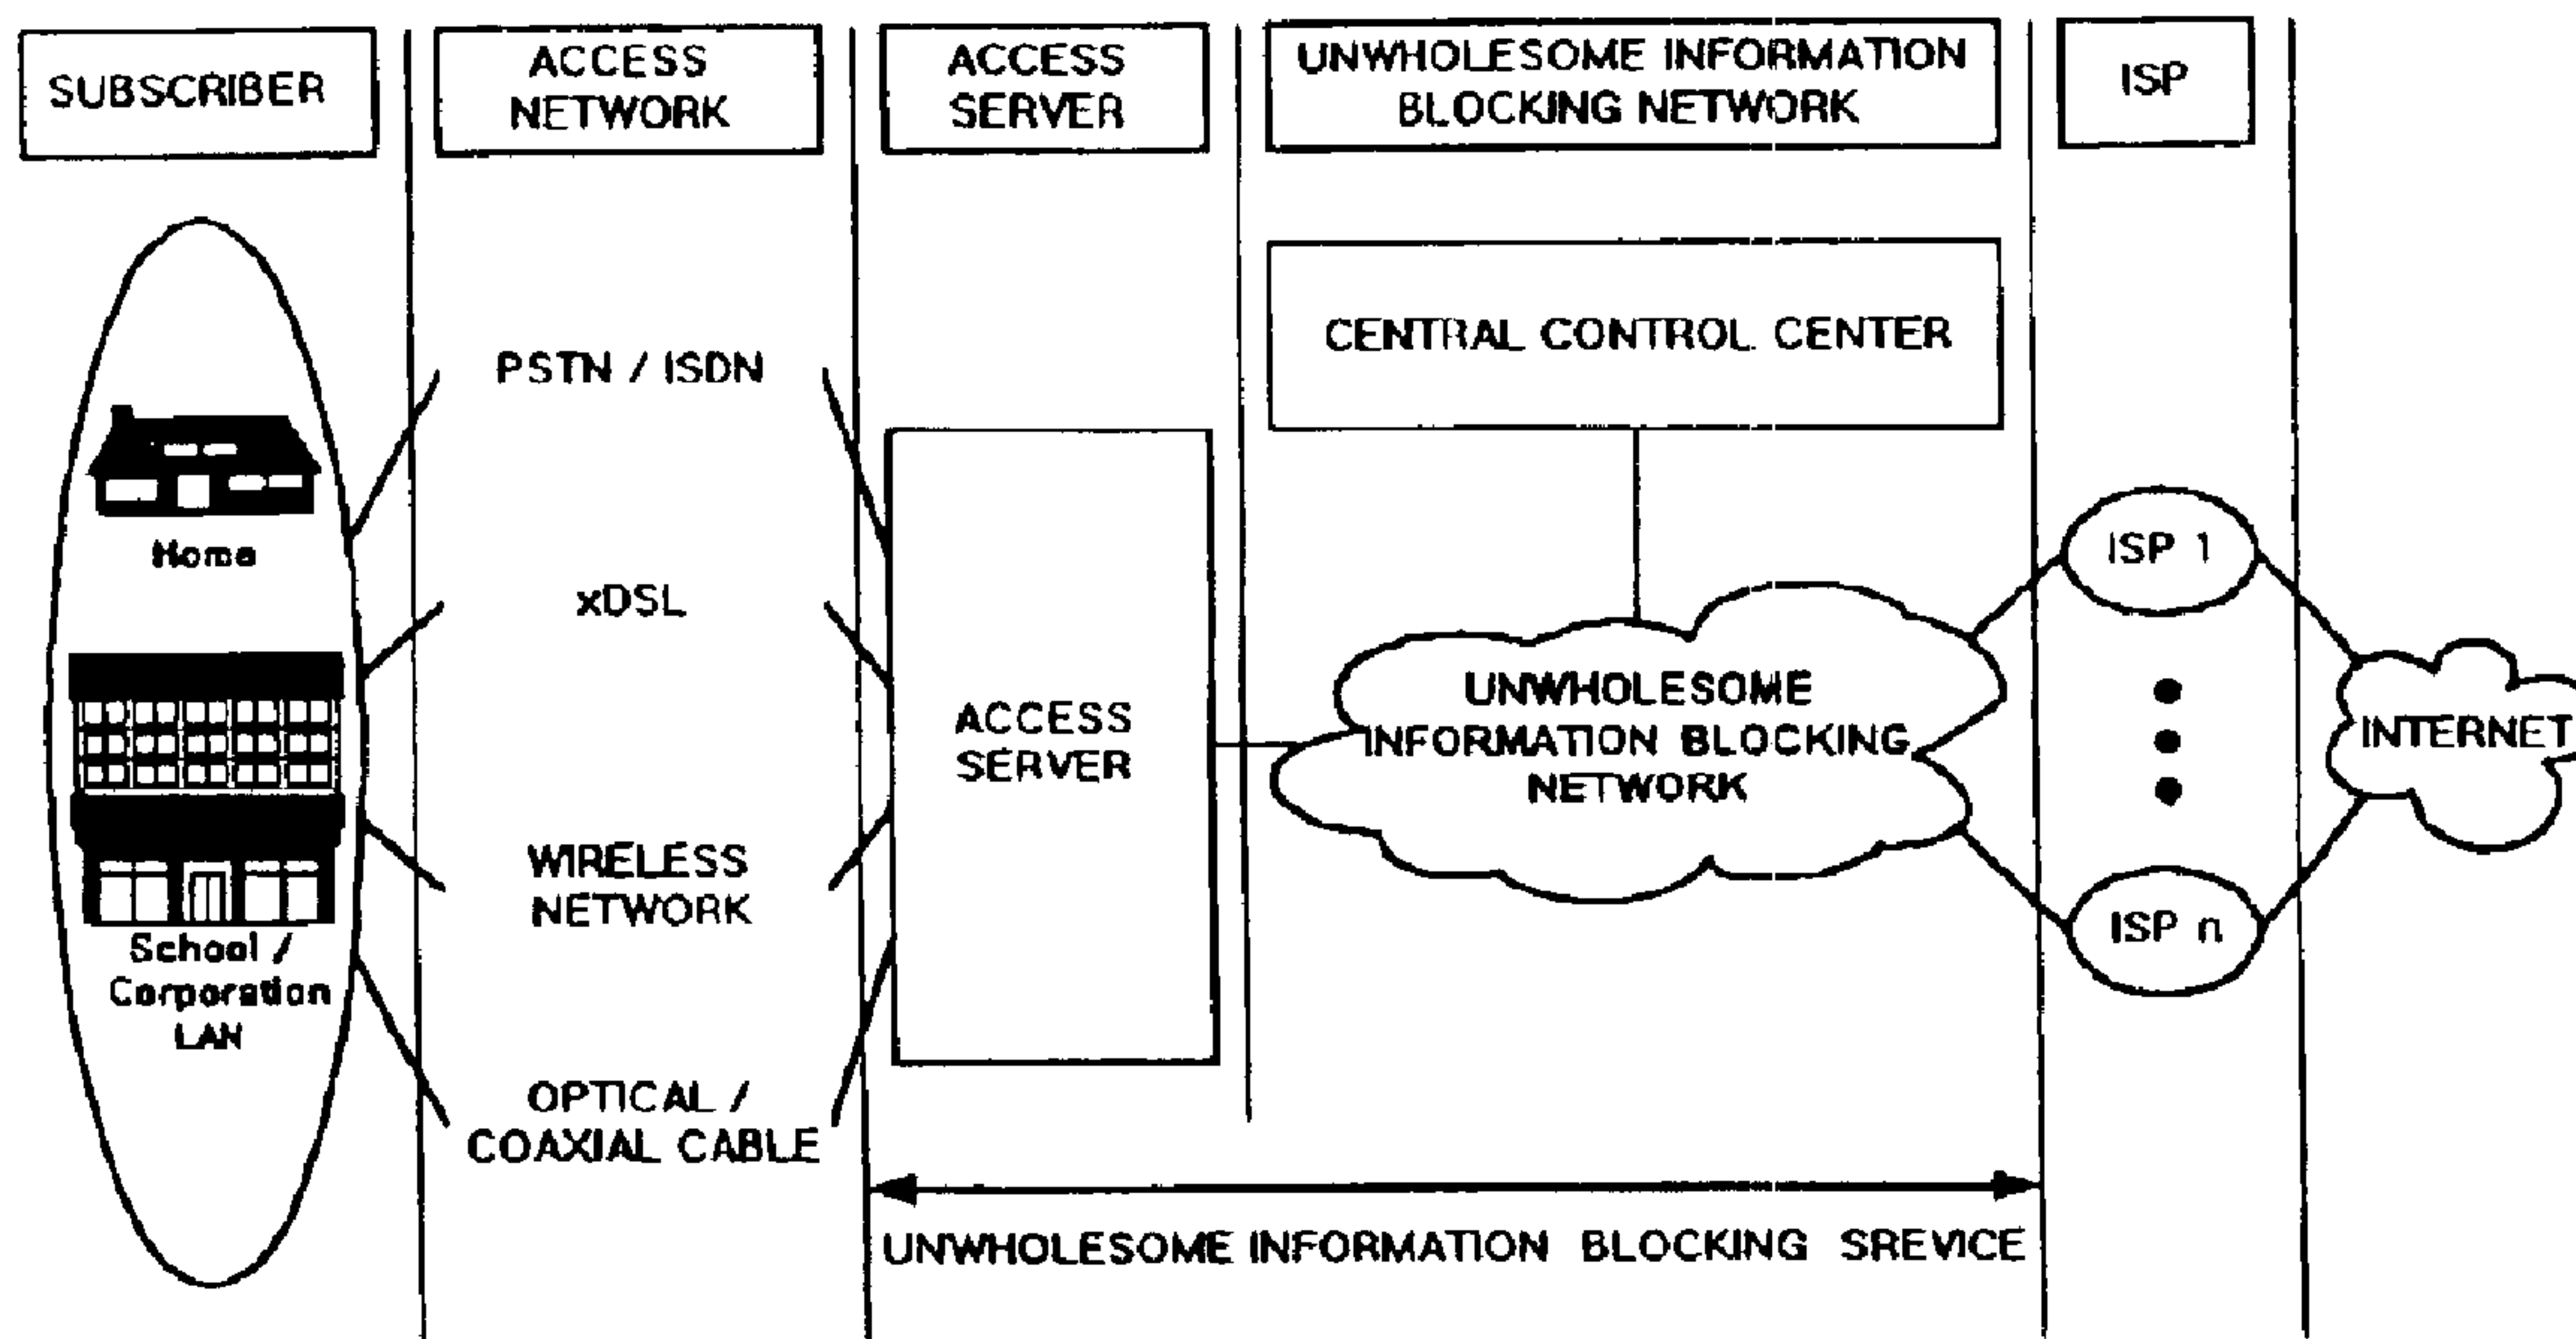 SUBSCRIBER
ACCESS
NETWORK
ACCESS
SERVER
UNWHOLESOME INFORMATION
BLOCKING NETWORK
ISP
CENTRAL CONTROL CENTER
PSTN / ISDN
xDSL
WIRELESS
NETWORK
OPTICAL /
COAXIAL CABLE
Home
School /
Corporation
LAN
ACCESS
SERVER
UNWHOLESOME
INFORMATION BLOCKING
NETWORK
ISP 1
ISP n
INTERNET
UNWHOLESOME INFORMATION BLOCKING SREVICE